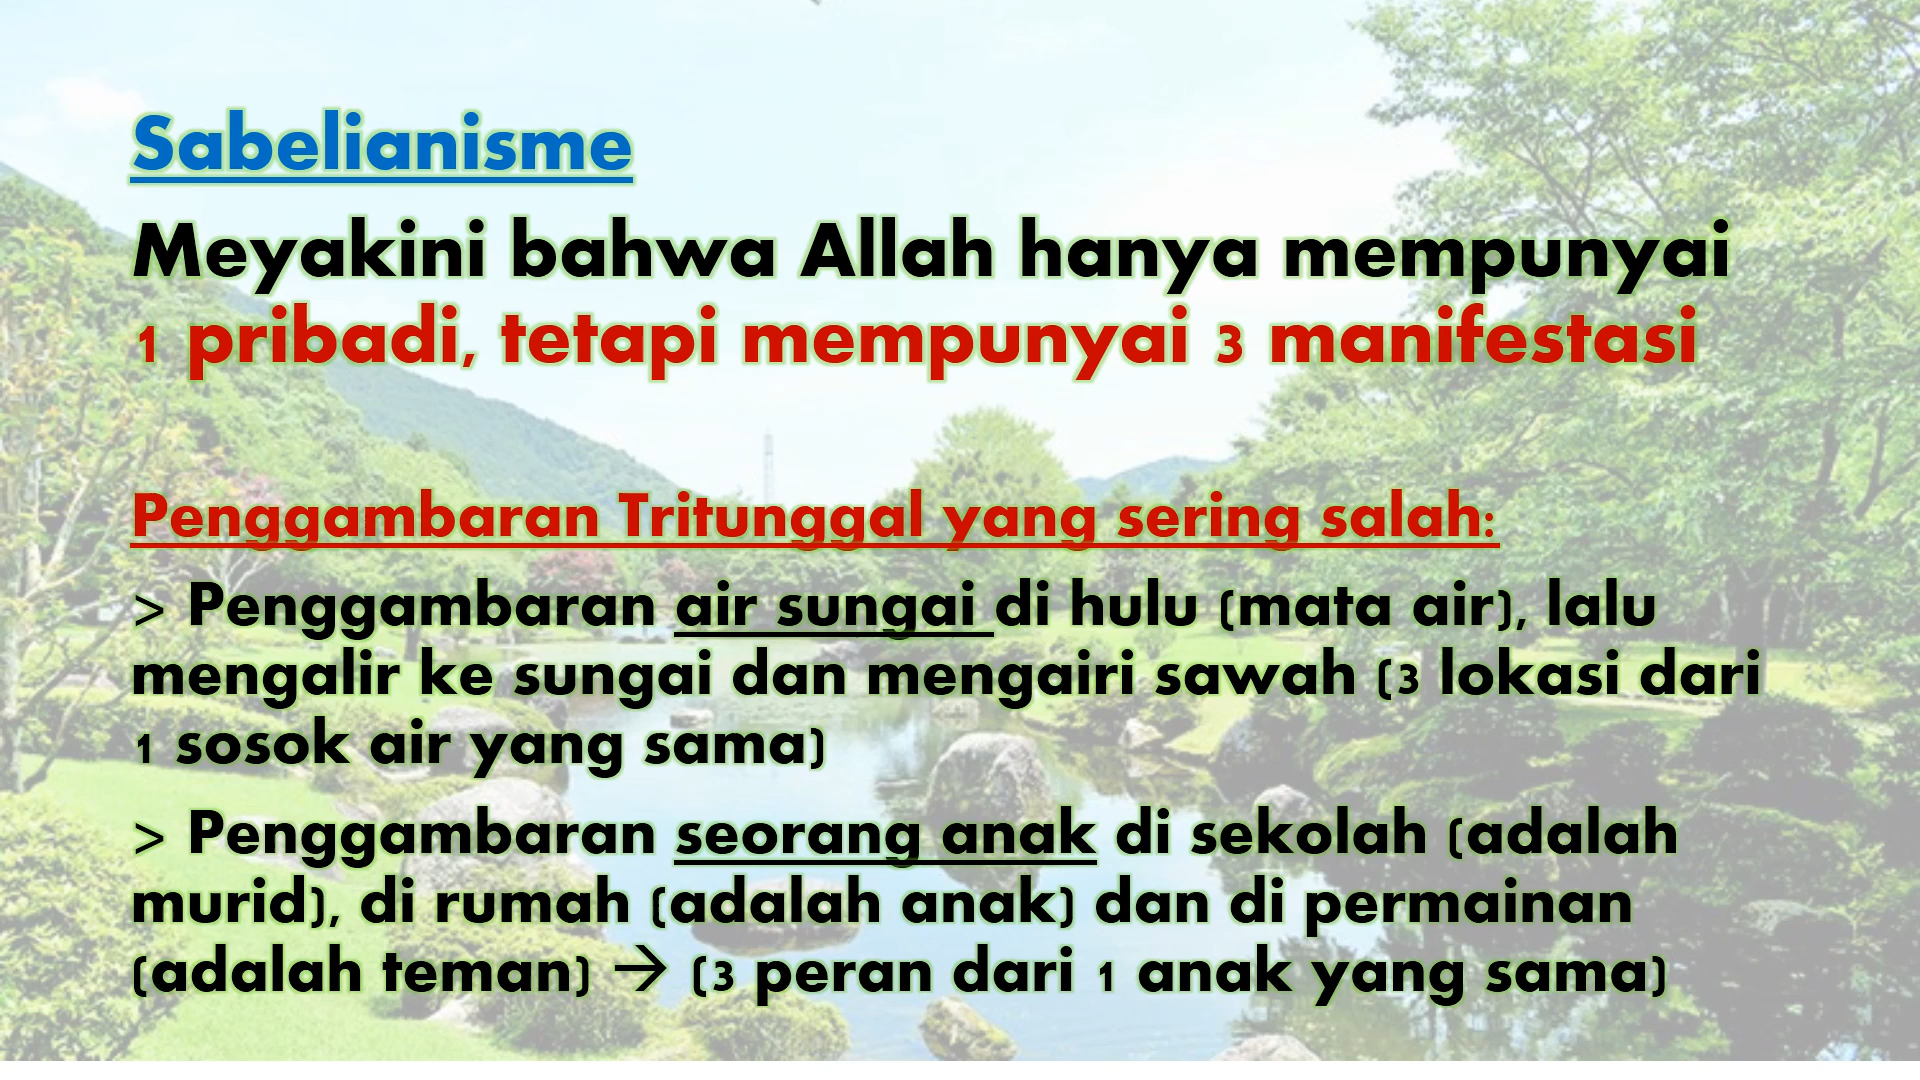 Sabelianisme
Meyakini bahwa Allah hanya mempunyai
1 pribadi, tetapi mempunyai 3 manifestasi
Penggambaran Tritunggal yang sering salah:
> Penggambaran air sungai di hulu (mata air), lalu
mengalir ke sungai dan mengairi sawah (3 lokasi dari
1 sosok air yang sama)
> Penggambaran seorang anak di sekolah (adalah
murid), di rumah (adalah anak) dan di permainan
(adalah teman) → (3 peran dari 1 anak yang sama)